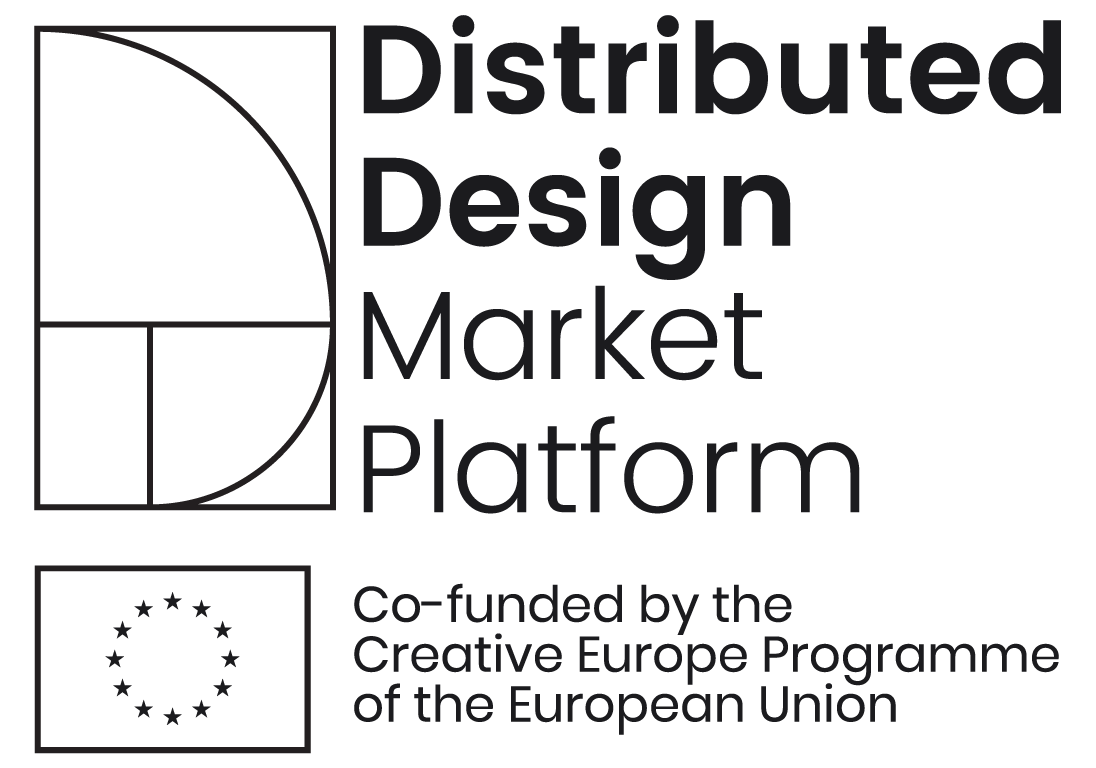 Distributed
Design
Market
Platform
Co-funded by the
Creative Europe Programme
of the European Union